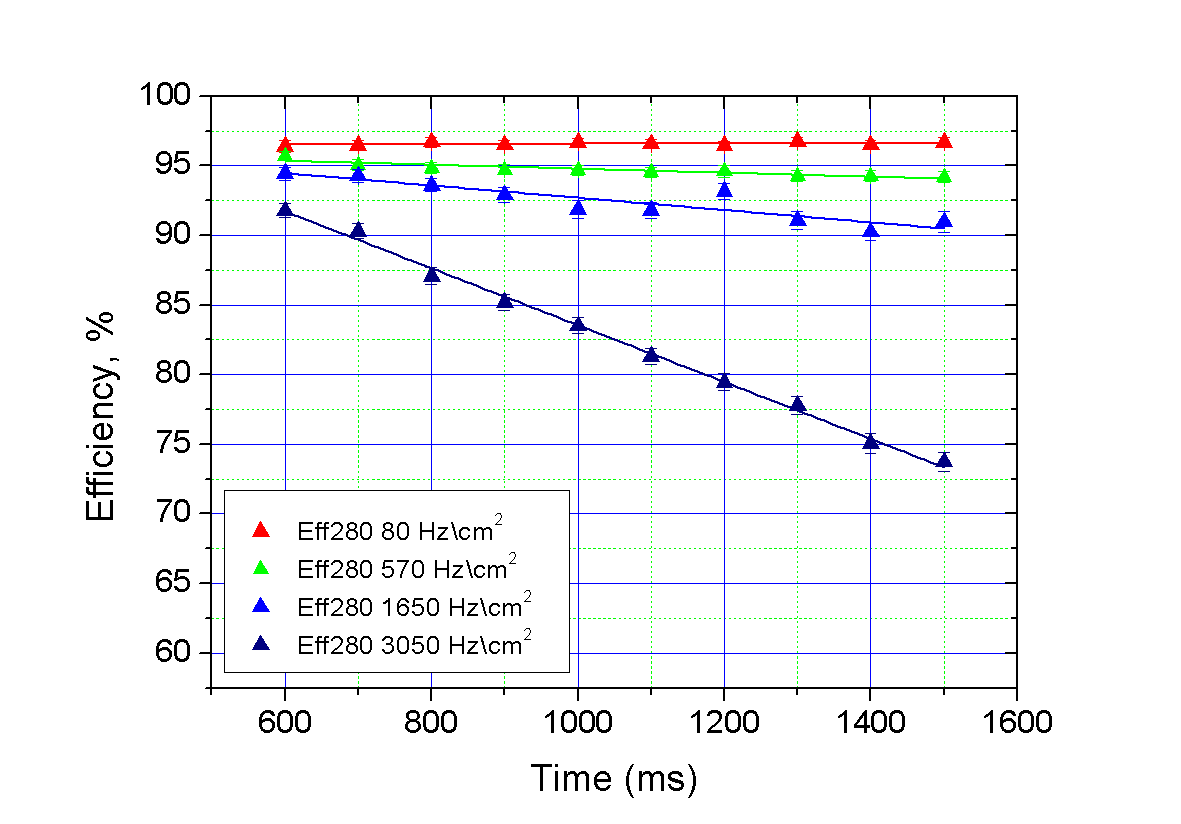 100
95
90
85
80
75
70
65
60
Efficiency, %
Eff280 80 Hz\cm²
Eff280 570 Hz\cm²
Eff280 1650 Hz\cm²
Eff280 3050 Hz\cm²
600 800 1000 1200 1400 1600
Time (ms)